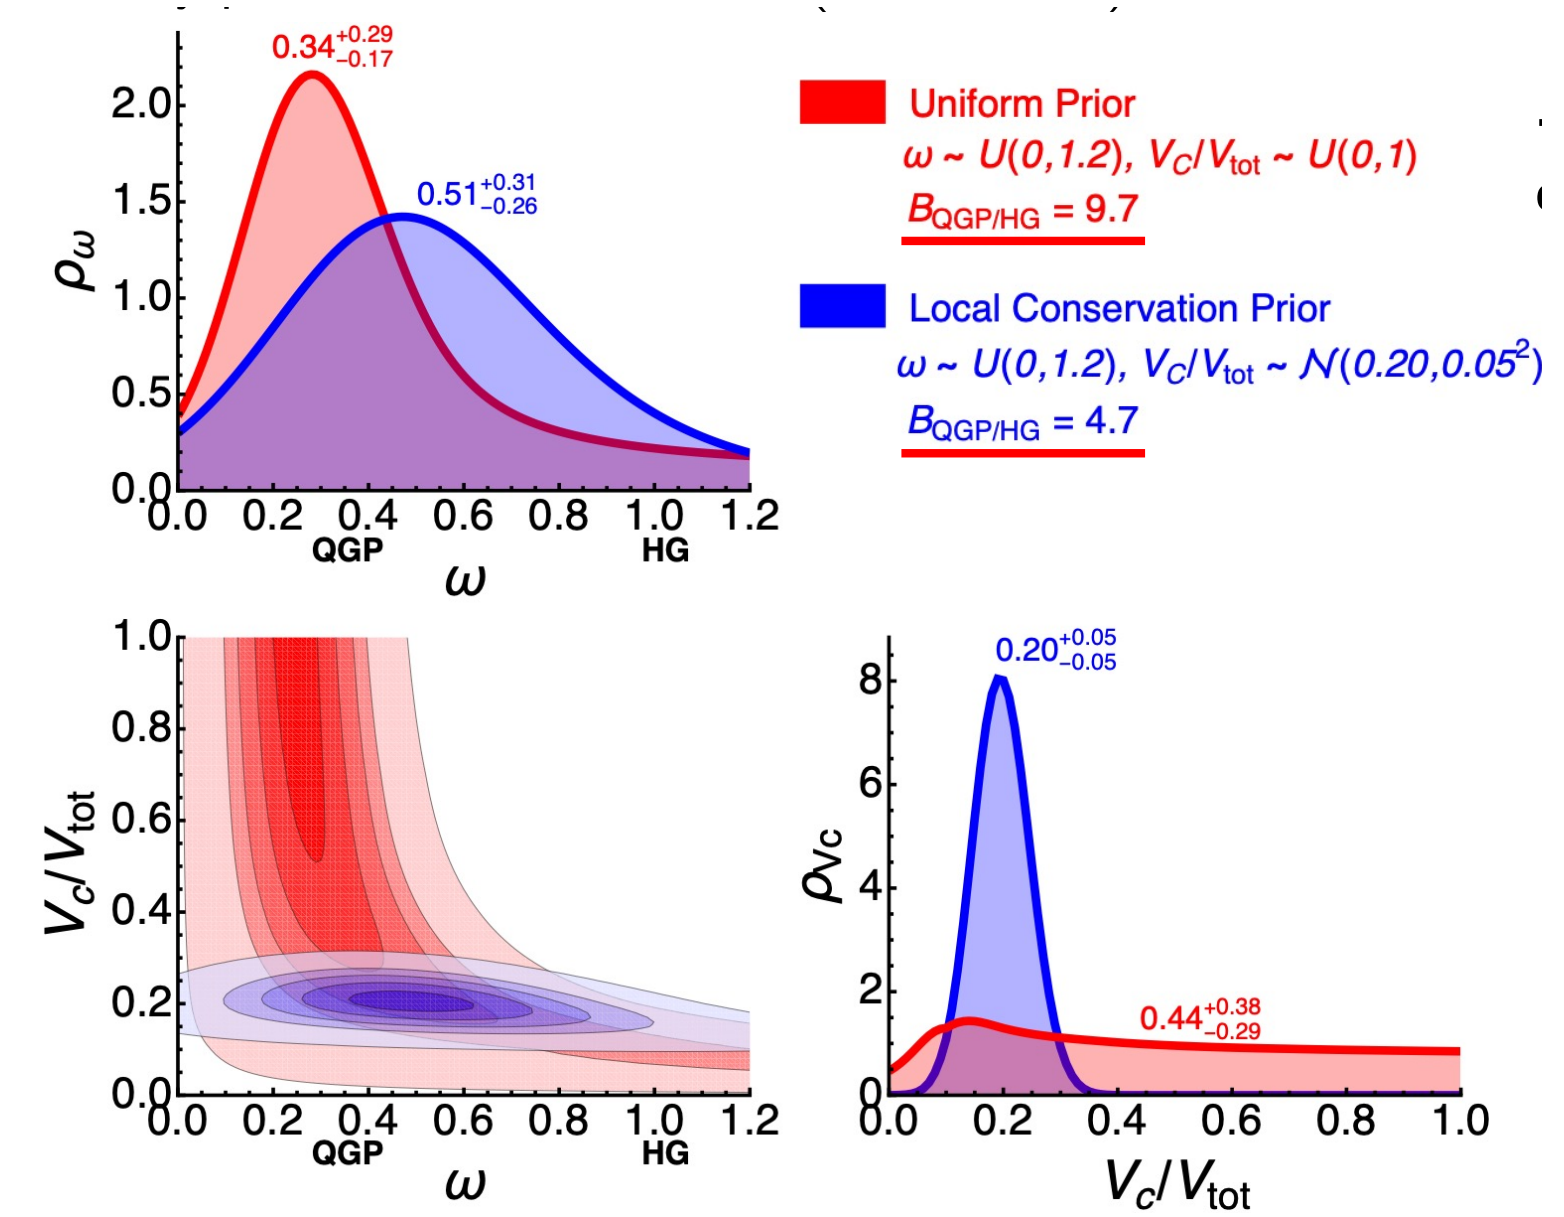 0.34+0.29−0.17
0.51+0.31−0.26
ρω
2.0
1.5
1.0
0.5
0.0
0.0 0.2 0.4 0.6 0.8 1.0 1.2
QGP HG
ω
Uniform Prior
ω ~ U(0,1.2), VC/Vtot ~ U(0,1)
BQGP/HG = 9.7
Local Conservation Prior
ω ~ U(0,1.2), VC/Vtot ~ N(0.20,0.05²)
BQGP/HG = 4.7
Vc/Vtot
1.0
0.8
0.6
0.4
0.2
0.0
0.0 0.2 0.4 0.6 0.8 1.0 1.2
QGP HG
ω
0.20+0.05−0.05
0.44+0.38−0.29
ρVc
8
6
4
2
0
0.0 0.2 0.4 0.6 0.8 1.0
Vc/Vtot